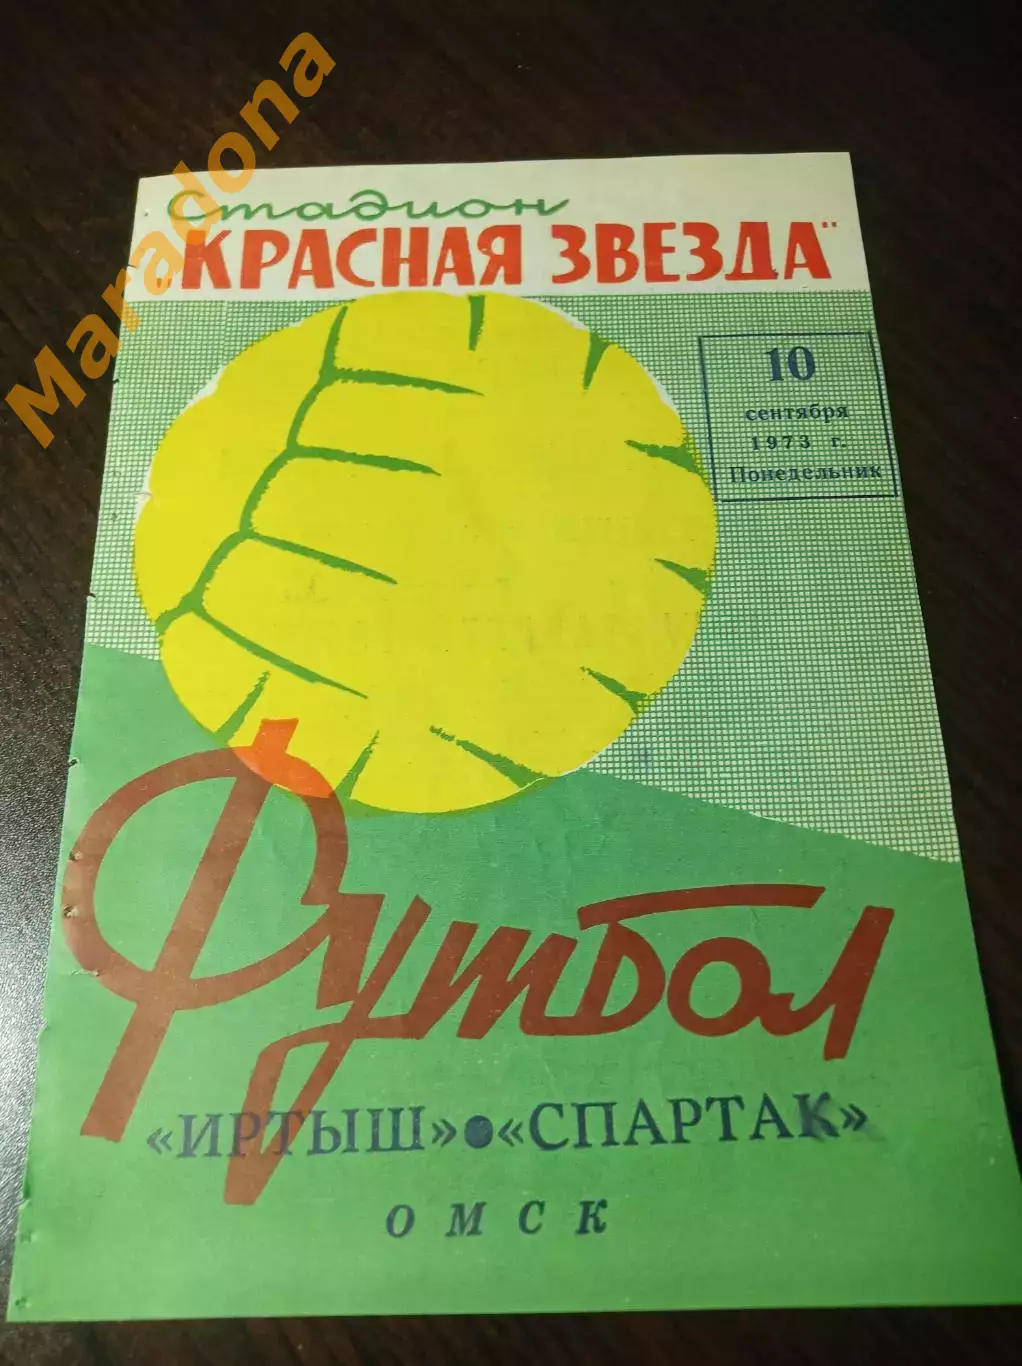 Maradona
Стадион
"КРАСНАЯ ЗВЕЗДА"
10
сентября
1973 г.
Понедельник
Футбол
«ИРТЫШ»●«СПАРТАК»
ОМСК